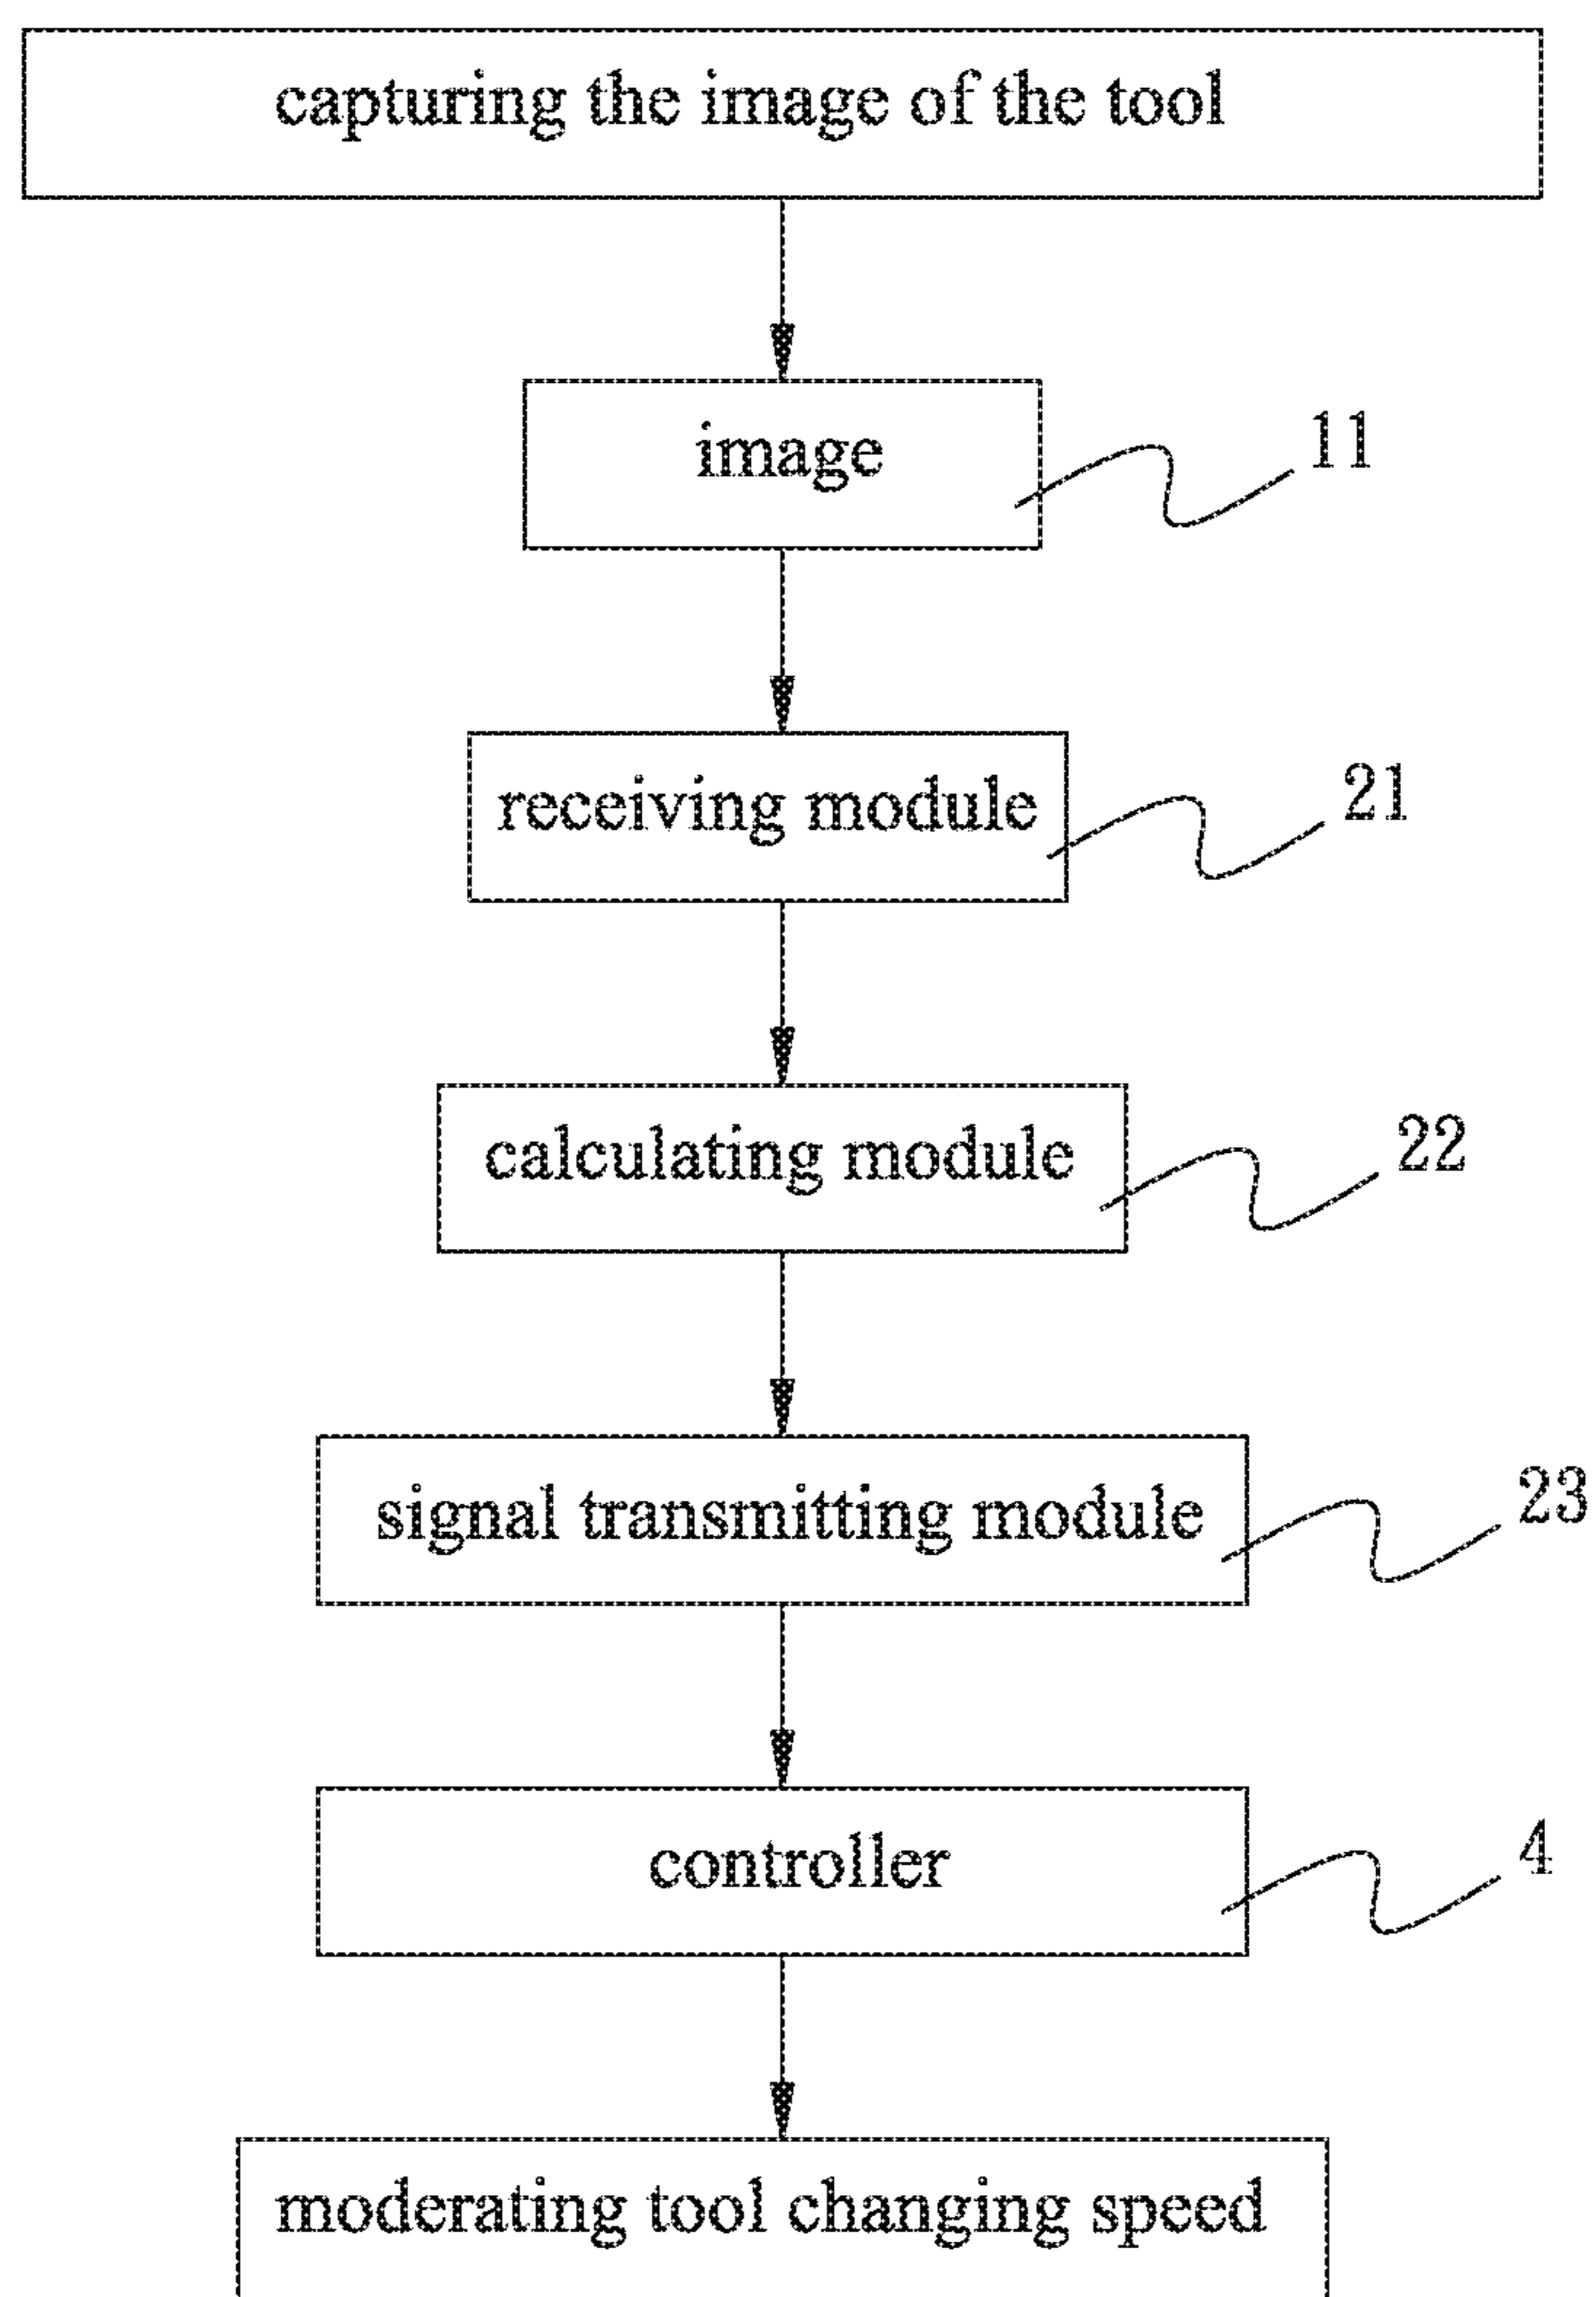 capturing the image of the tool
image
11
receiving module
21
calculating module
22
signal transmitting module
23
controller
4
moderating tool changing speed